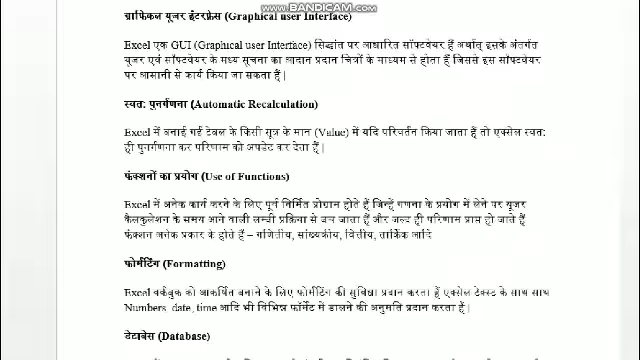 WWW.BANDICAM.COM
ग्राफिकल यूजर इंटरफ़ेस (Graphical user Interface)
Excel एक GUI (Graphical user Interface) सिद्धांत पर आधारित सॉफ्टवेयर हैं अर्थात् इसके अंतर्गत
यूजर एवं सॉफ्टवेयर के मध्य सूचना का आदान प्रदान चित्रों के माध्यम से होता हैं जिससे इस सॉफ्टवेयर
पर आसानी से कार्य किया जा सकता हैं|
स्वत: पुनर्गणना (Automatic Recalculation)
Excel में बनाई गई टेबल के किसी सूत्र के मान (Value) में यदि परिवर्तन किया जाता हैं तो एक्सेल स्वत:
ही पुनर्गणना कर परिणाम को अपडेट कर देता हैं|
फंक्शनों का प्रयोग (Use of Functions)
Excel में अनेक कार्य करने के लिए पूर्व निर्मित प्रोग्राम होते हैं जिन्हें गणना के प्रयोग में लेने पर यूजर
कैलकुलेशन के समय आने वाली लम्बी प्रक्रिया से बच जाता हैं और जल्द ही परिणाम प्राप्त हो जाते हैं
फंक्शन अनेक प्रकार के होते हैं – गणितीय, सांख्यकीय, वित्तीय, तार्किक आदि
फोर्मेटिंग (Formatting)
Excel वर्कबुक को आकर्षित बनाने के लिए फोर्मेटिंग की सुविधा प्रदान करता हैं एक्सेल टेक्स्ट के साथ साथ
Numbers, date, time आदि भी विभिन्न फॉर्मेट में डालने की अनुमति प्रदान करता हैं|
डेटाबेस (Database)